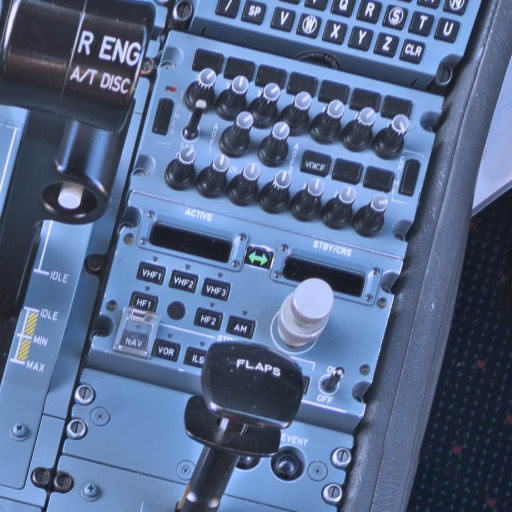 / SP V W X Y Z CLR
Q R S T U
R ENG
A/T DISC
VOICE
ACTIVE
STBY/CRS
VHF1 VHF2 VHF3
HF1 HF2 AM
NAV VOR ILS
IDLE
IDLE
MIN
MAX
FLAPS
OFF
EVENT